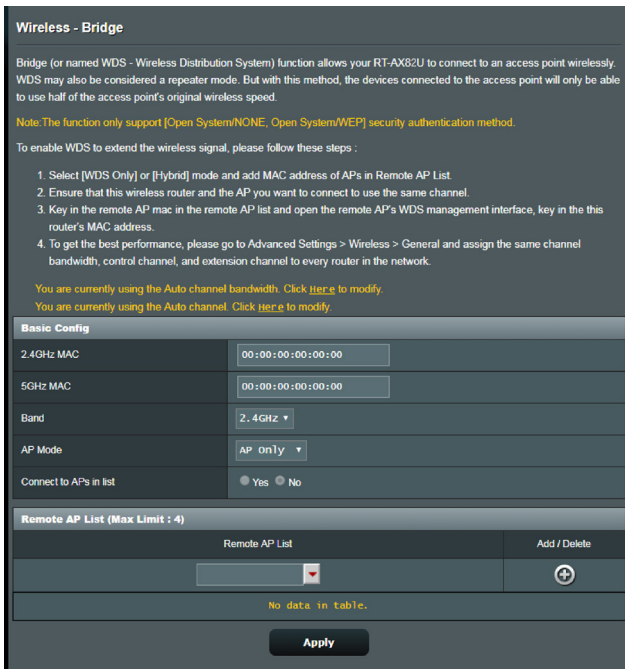 Wireless - Bridge
Bridge (or named WDS - Wireless Distribution System) function allows your RT-AX82U to connect to an access point wirelessly.
WDS may also be considered a repeater mode. But with this method, the devices connected to the access point will only be able
to use half of the access point's original wireless speed.
Note:The function only support [Open System/NONE, Open System/WEP] security authentication method.
To enable WDS to extend the wireless signal, please follow these steps :
1. Select [WDS Only] or [Hybrid] mode and add MAC address of APs in Remote AP List.
2. Ensure that this wireless router and the AP you want to connect to use the same channel.
3. Key in the remote AP mac in the remote AP list and open the remote AP's WDS management interface, key in the this
router's MAC address.
4. To get the best performance, please go to Advanced Settings > Wireless > General and assign the same channel
bandwidth, control channel, and extension channel to every router in the network.
You are currently using the Auto channel bandwidth. Click Here to modify.
You are currently using the Auto channel. Click Here to modify.
Basic Config
2.4GHz MAC 00:00:00:00:00:00
5GHz MAC 00:00:00:00:00:00
Band 2.4GHz
AP Mode AP Only
Connect to APs in list Yes No
Remote AP List (Max Limit : 4)
Remote AP List Add / Delete
No data in table.
Apply